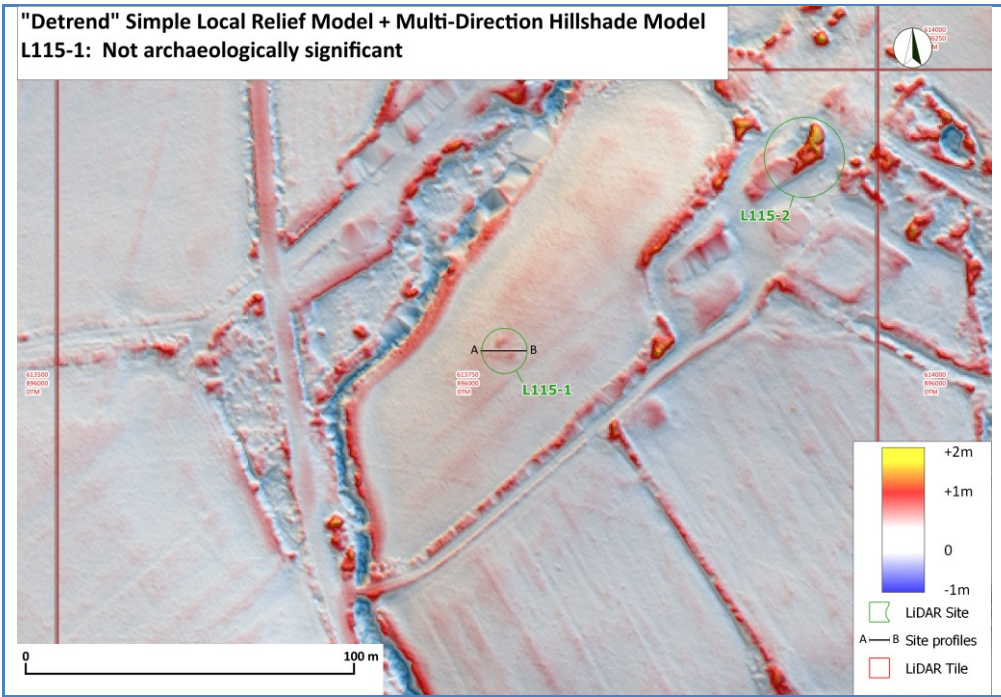 "Detrend" Simple Local Relief Model + Multi-Direction Hillshade Model
L115-1:  Not archaeologically significant
614000
DTM
L115-2
A
B
L115-1
613500
896000
DTM
613750
896000
DTM
614000
896000
DTM
+2m
+1m
0
-1m
LiDAR Site
A B Site profiles
LiDAR Tile
0
100 m